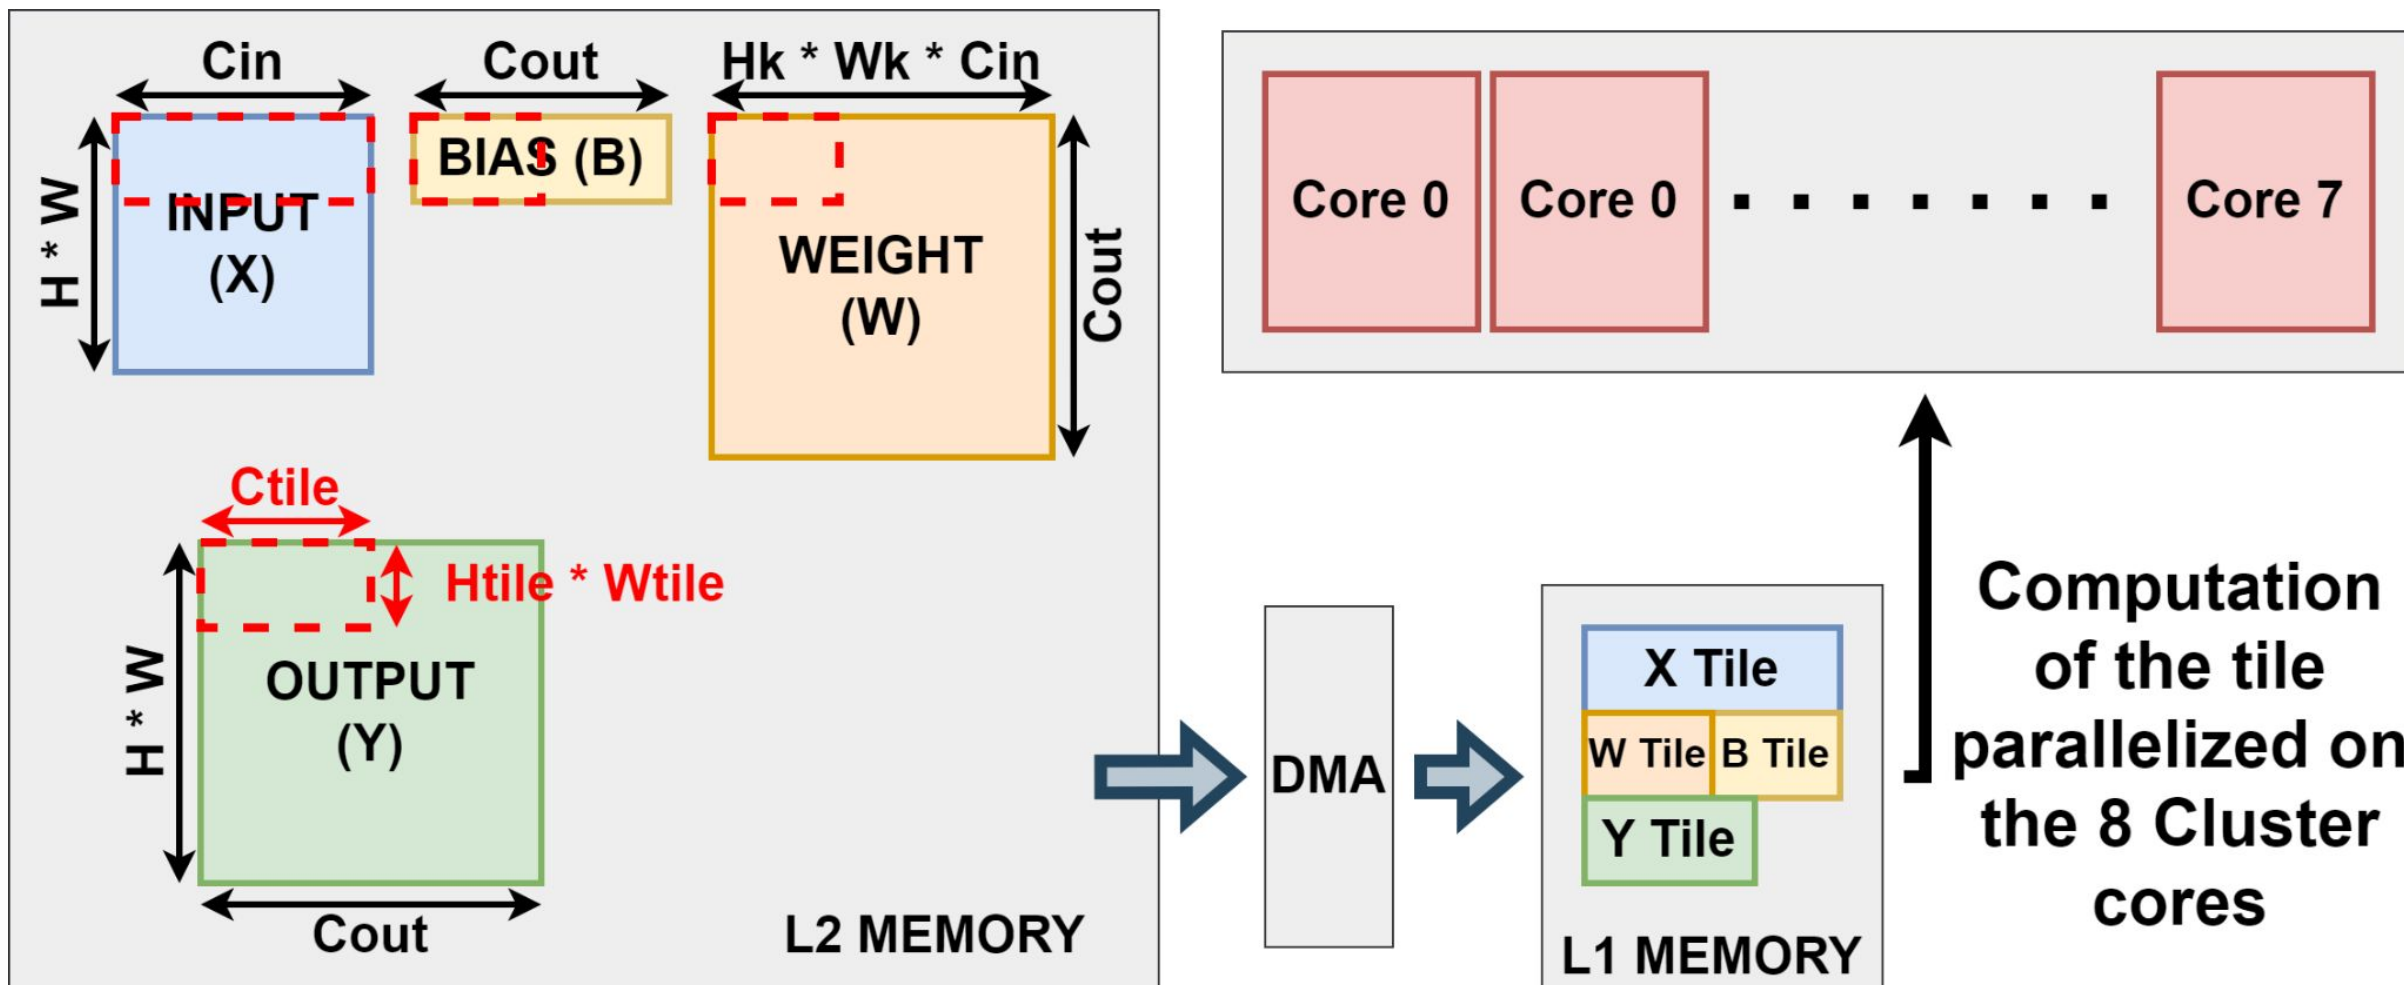 Cin
Cout
Hk * Wk * Cin
H * W
INPUT
(X)
BIAS (B)
WEIGHT
(W)
Cout
Ctile
Htile * Wtile
H * W
OUTPUT
(Y)
Cout
L2 MEMORY
DMA
X Tile
W Tile
B Tile
Y Tile
L1 MEMORY
Core 0
Core 0
. . . . . . .
Core 7
Computation
of the tile
parallelized on
the 8 Cluster
cores